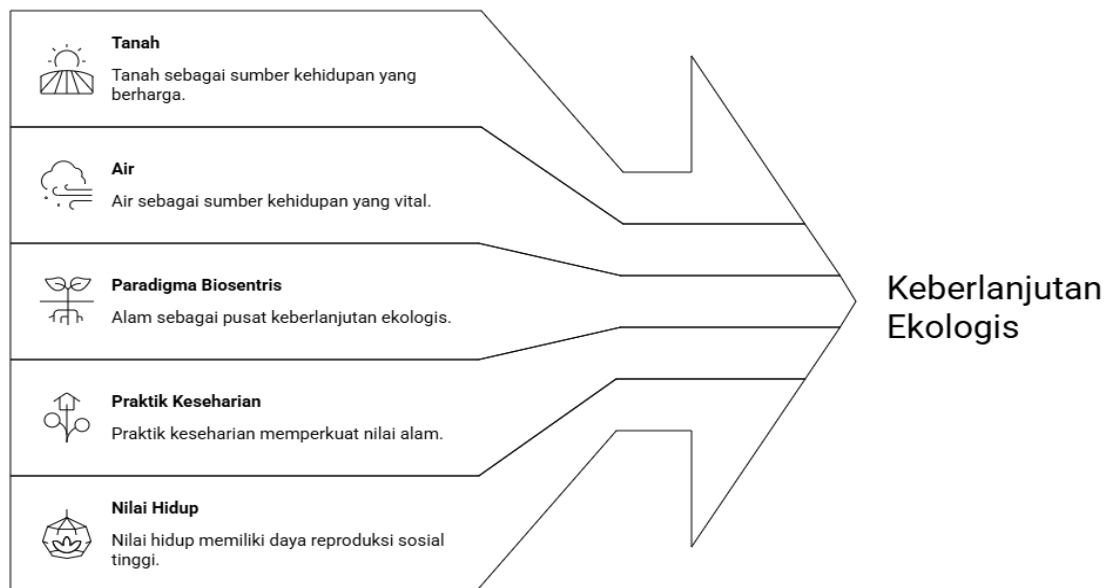 Tanah
Tanah sebagai sumber kehidupan yang
berharga.
Air
Air sebagai sumber kehidupan yang vital.
Paradigma Biosentris
Alam sebagai pusat keberlanjutan ekologis.
Praktik Keseharian
Praktik keseharian memperkuat nilai alam.
Nilai Hidup
Nilai hidup memiliki daya reproduksi sosial
tinggi.
Keberlanjutan
Ekologis